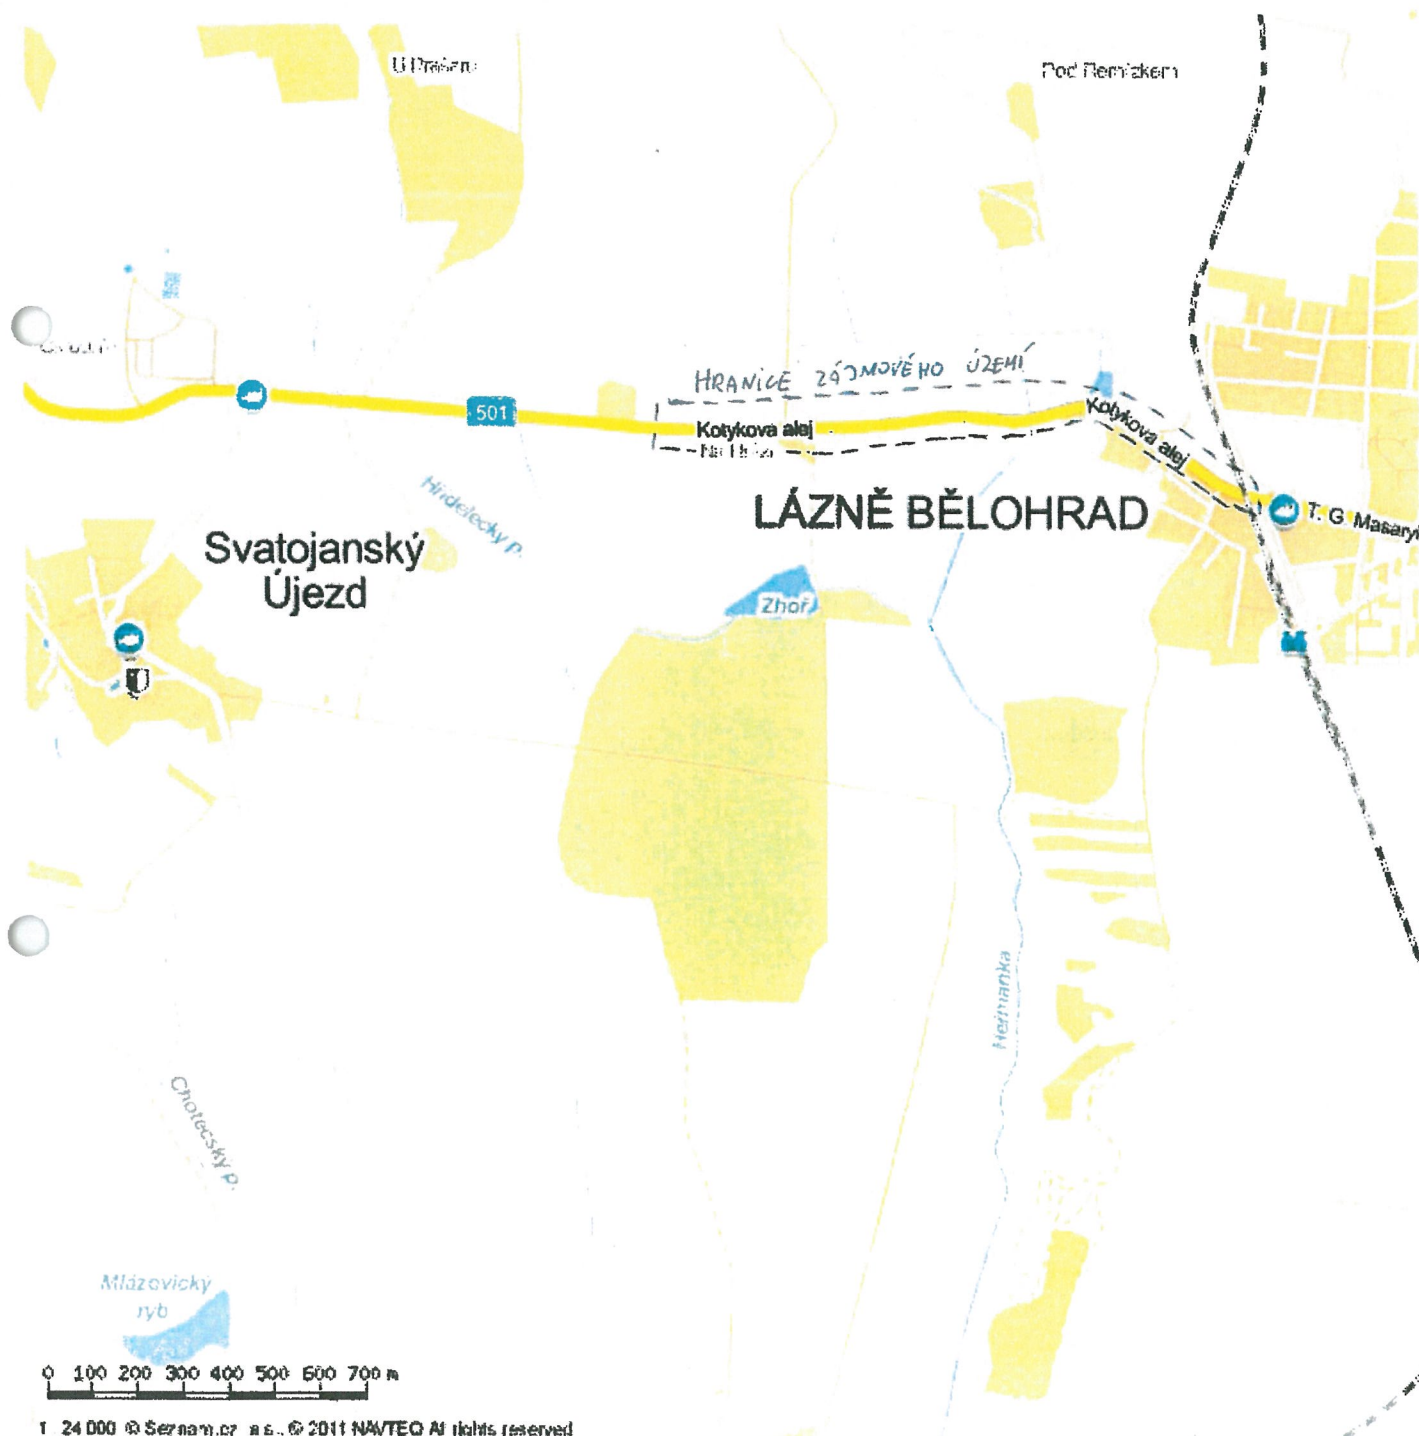 Pod Remízkem
HRANICE ZÁJMOVÉHO ÚZEMÍ
501
Kotykova alej
Kotykova alej
T. G. Masaryk
LÁZNĚ BĚLOHRAD
Hřídelecký p.
Svatojanský
Újezd
Zhoř
Heřmanka
Chotečský p.
Mlázovický
ryb
0 100 200 300 400 500 600 700 m
1 24 000 © Seznam.cz a.s., © 2011 NAVTEQ All rights reserved